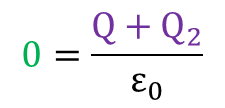 0 = (Q + Q₂) / ε₀